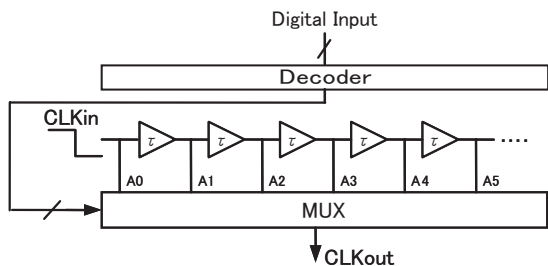 Digital Input
Decoder
CLKin
τ τ τ τ τ ....
A0 A1 A2 A3 A4 A5
MUX
CLKout